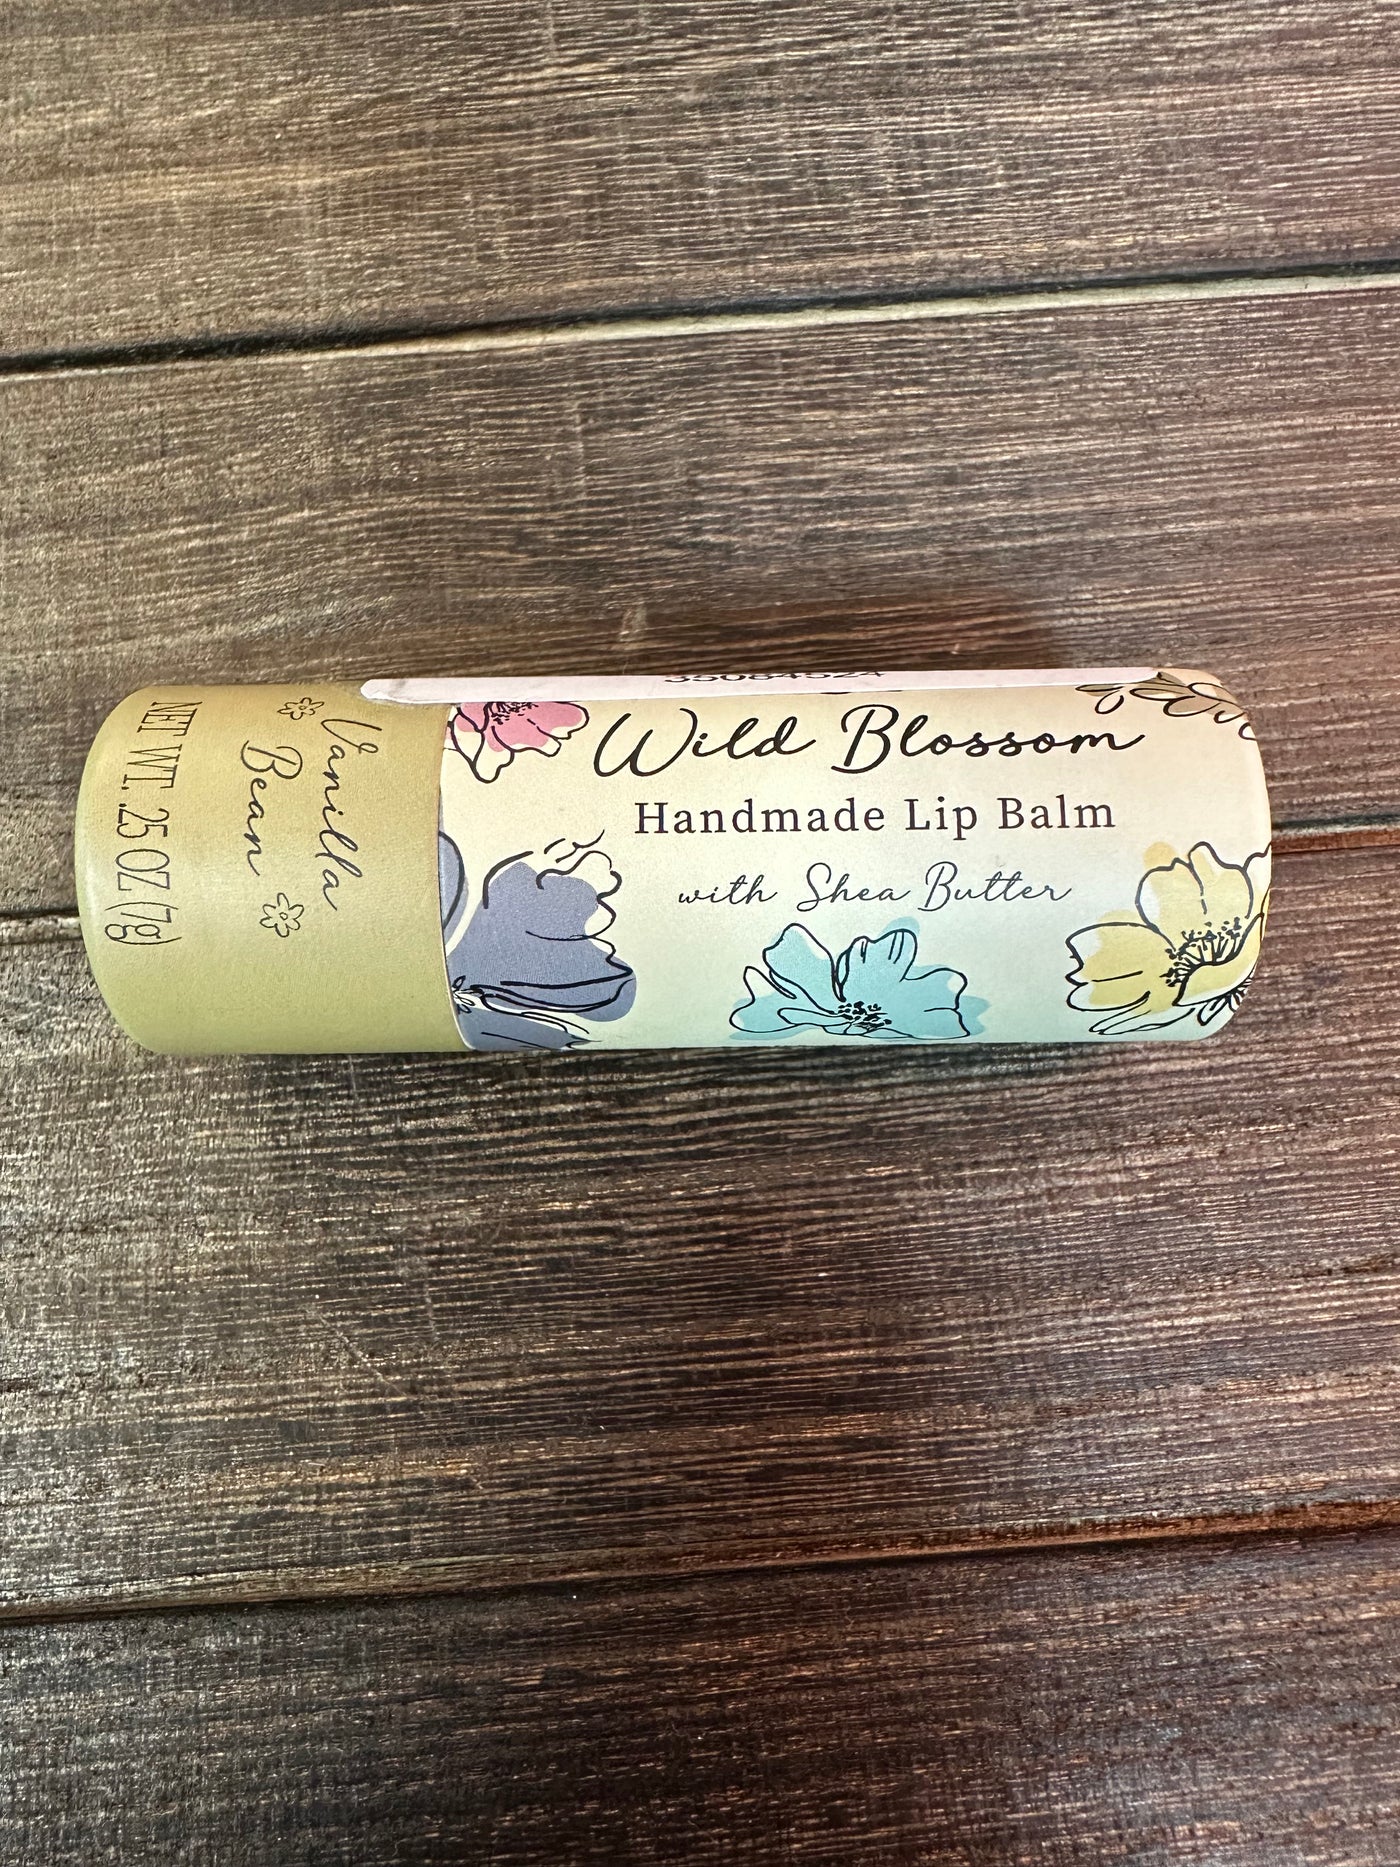 Wild Blossom
Handmade Lip Balm
with Shea Butter
Vanilla
Bean
NET WT. .25 OZ (7g)